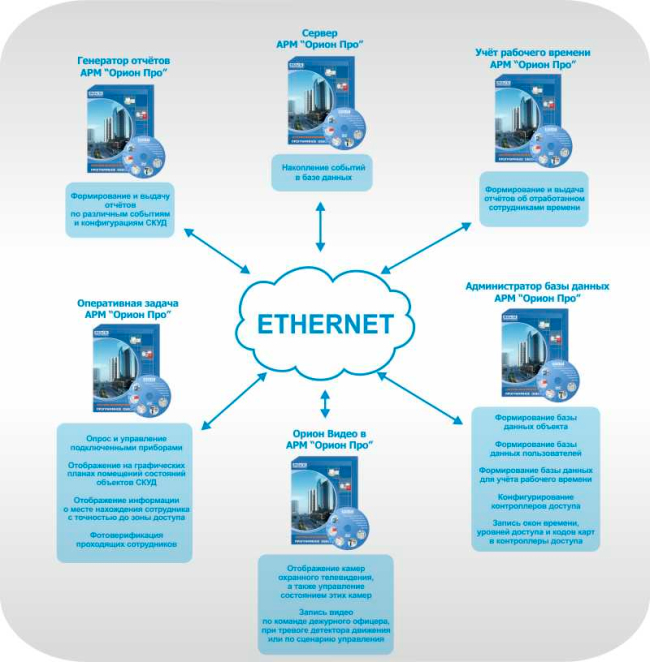 Генератор отчётов
АРМ “Орион Про”
Формирование и выдачу
отчётов
по различным событиям
и конфигурациям СКУД
Сервер
АРМ “Орион Про”
Накопление событий
в базе данных
Учёт рабочего времени
АРМ “Орион Про”
Формирование и выдача
отчётов об отработанном
сотрудниками времени
ETHERNET
Оперативная задача
АРМ “Орион Про”
Опрос и управление
подключенными приборами
Отображение на графических
планах помещений состояний
объектов СКУД
Отображение информации
о месте нахождения сотрудника
с точностью до зоны доступа
Фотоверификация
проходящих сотрудников
Орион Видео в
АРМ “Орион Про”
Отображение камер
охранного телевидения,
а также управление
состоянием этих камер
Запись видео
по команде дежурного офицера,
при тревоге детектора движения
или по сценарию управления
Администратор базы данных
АРМ “Орион Про”
Формирование базы
данных объекта
Формирование базы
данных пользователей
Формирование базы данных
для учёта рабочего времени
Конфигурирование
контроллеров доступа
Запись окон времени,
уровней доступа и кодов карт
в контроллеры доступа